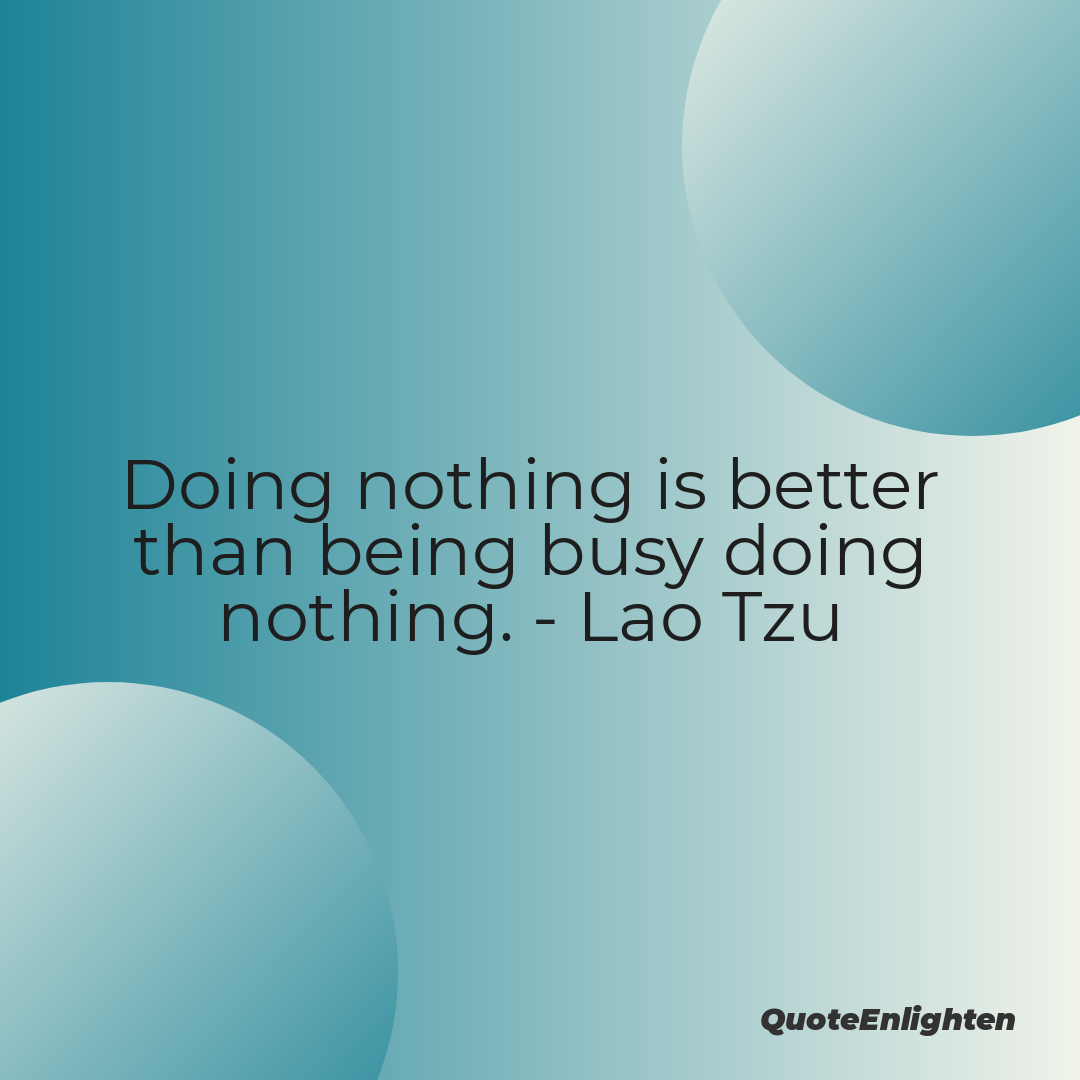 Doing nothing is better
than being busy doing
nothing. - Lao Tzu
QuoteEnlighten